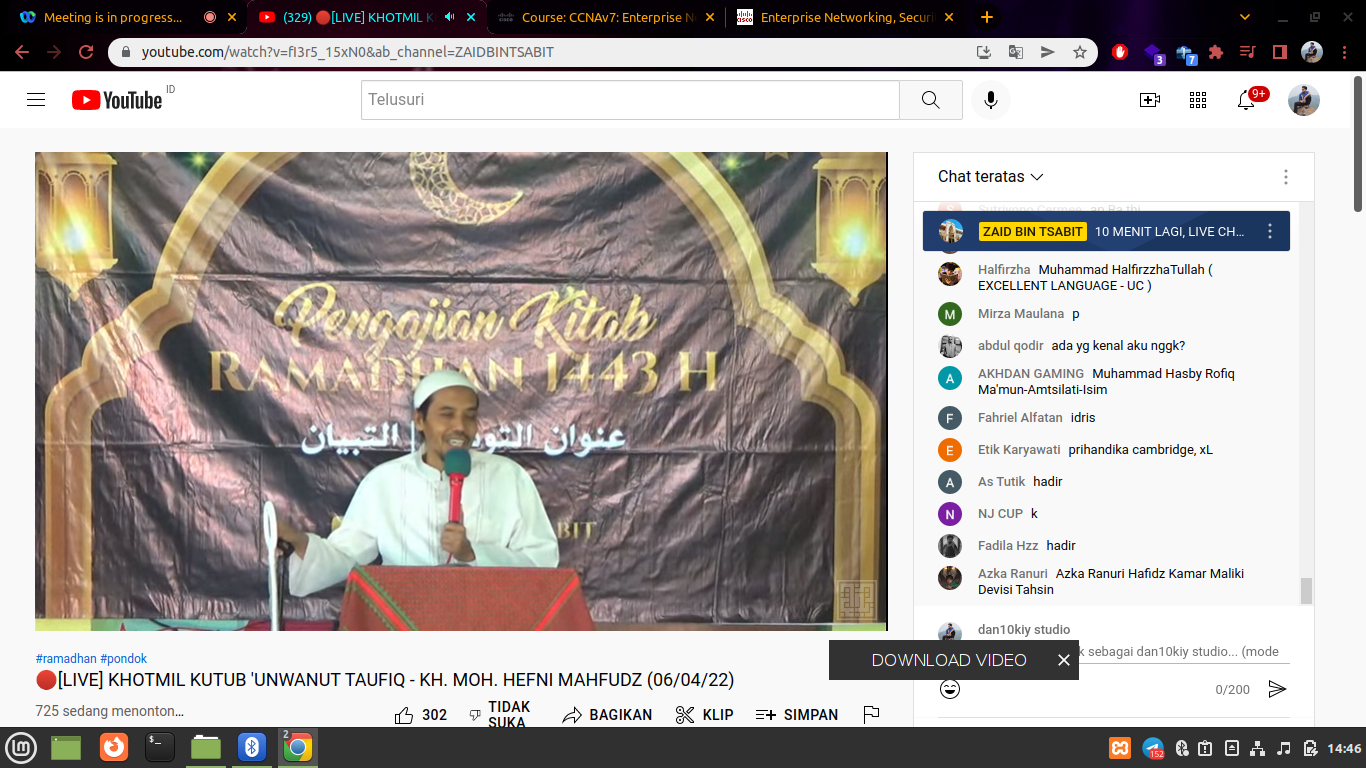 Meeting is in progress...
(329) 🔴[LIVE] KHOTMIL K
Course: CCNAv7: Enterprise N
Enterprise Networking, Securi
youtube.com/watch?v=fI3r5_15xN0&ab_channel=ZAIDBINTSABIT
3
7
YouTube ID
Telusuri
9+
Pengajian Kitab
RAMADHAN 1443 H
عنوان
التبيان
BIT
Chat teratas
ZAID BIN TSABIT 10 MENIT LAGI, LIVE CH...
Halfirzha Muhammad HalfirzzhaTullah (
EXCELLENT LANGUAGE - UC )
M Mirza Maulana p
abdul qodir ada yg kenal aku nggk?
A AKHDAN GAMING Muhammad Hasby Rofiq
Ma'mun-Amtsilati-Isim
F Fahriel Alfatan idris
E Etik Karyawati prihandika cambridge, xL
A As Tutik hadir
N NJ CUP k
Fadila Hzz hadir
Azka Ranuri Azka Ranuri Hafidz Kamar Maliki
Devisi Tahsin
dan10kiy studio
k sebagai dan10kiy studio... (mode
0/200
DOWNLOAD VIDEO
#ramadhan #pondok
🔴[LIVE] KHOTMIL KUTUB 'UNWANUT TAUFIQ - KH. MOH. HEFNI MAHFUDZ (06/04/22)
725 sedang menonton...
302
TIDAK
SUKA
BAGIKAN
KLIP
SIMPAN
2
152
14:46